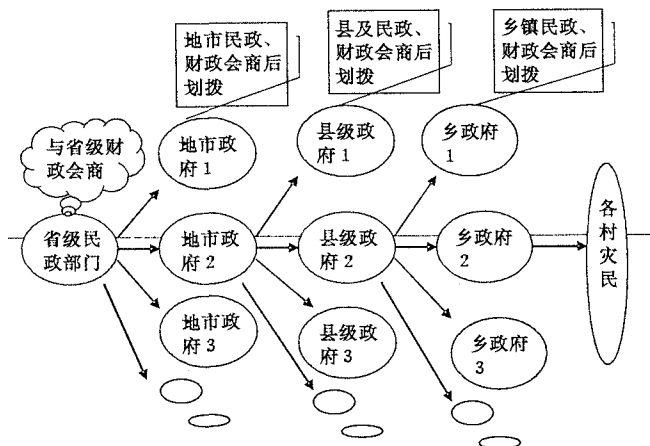 地市民政、
财政会商后
划拨
县及民政、
财政会商后
划拨
乡镇民政、
财政会商后
划拨
与省级财
政会商
地市政
府1
县级政
府1
乡政府
1
省级民
政部门
地市政
府2
县级政
府2
乡政府
2
各村灾民
地市政
府3
县级政
府3
乡政府
3